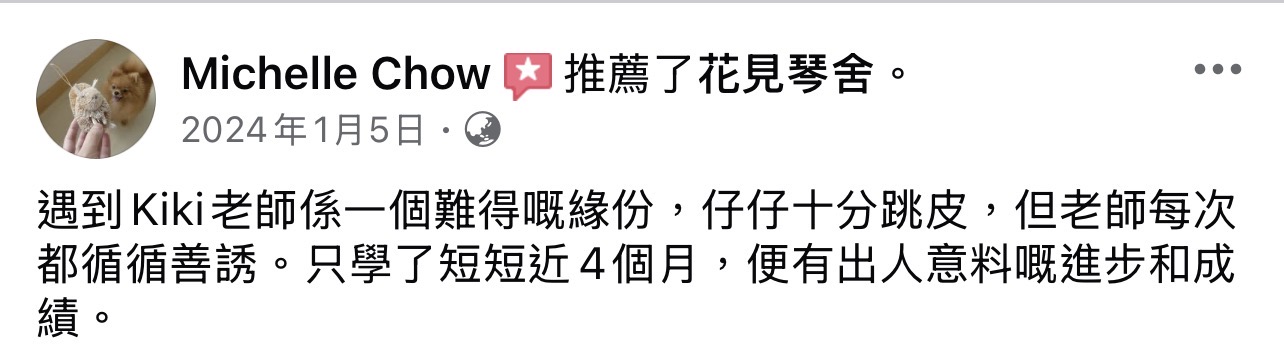 Michelle Chow 推薦了花見琴舍。
2024年1月5日 ·
遇到Kiki老師係一個難得嘅緣份，仔仔十分跳皮，但老師每次
都循循善誘。只學了短短近4個月，便有出人意料嘅進步和成
績。